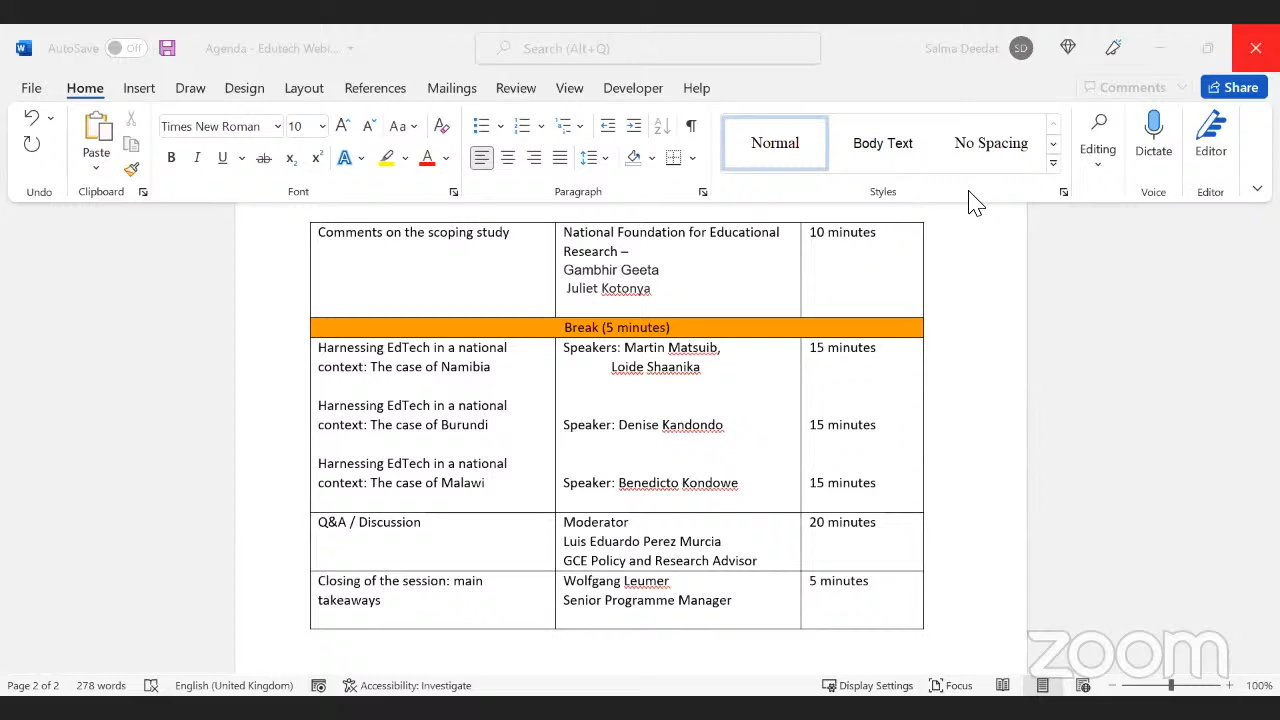 AutoSave Off Agenda - Edutech Webi... Search (Alt+Q) Salma Deedat SD
File Home Insert Draw Design Layout References Mailings Review View Developer Help Comments Share
Times New Roman 10 Aa
Paste Normal Body Text No Spacing Editing Dictate Editor
B I U ab x₂ x² A A
Undo Clipboard Font Paragraph Styles Voice Editor
Comments on the scoping study
National Foundation for Educational
Research –
Gambhir Geeta
Juliet Kotonya
10 minutes
Break (5 minutes)
Harnessing EdTech in a national
context: The case of Namibia
Speakers: Martin Matsuib,
Loide Shaanika
15 minutes
Harnessing EdTech in a national
context: The case of Burundi
Speaker: Denise Kandondo
15 minutes
Harnessing EdTech in a national
context: The case of Malawi
Speaker: Benedicto Kondowe
15 minutes
Q&A / Discussion
Moderator
Luis Eduardo Perez Murcia
GCE Policy and Research Advisor
20 minutes
Closing of the session: main
takeaways
Wolfgang Leumer
Senior Programme Manager
5 minutes
zoom
Page 2 of 2 278 words English (United Kingdom) Accessibility: Investigate Display Settings Focus 100%